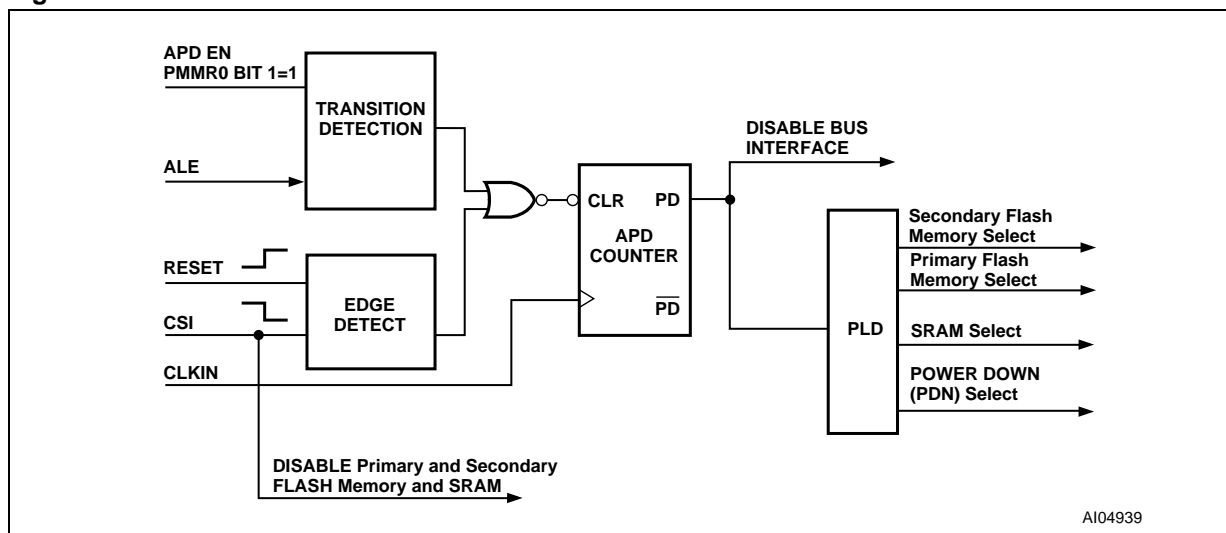 APD EN
PMMR0 BIT 1=1
TRANSITION
DETECTION
ALE
RESET
CSI
EDGE
DETECT
CLKIN
CLR
PD
APD
COUNTER
PD
DISABLE BUS
INTERFACE
PLD
Secondary Flash
Memory Select
Primary Flash
Memory Select
SRAM Select
POWER DOWN
(PDN) Select
DISABLE Primary and Secondary
FLASH Memory and SRAM
AI04939